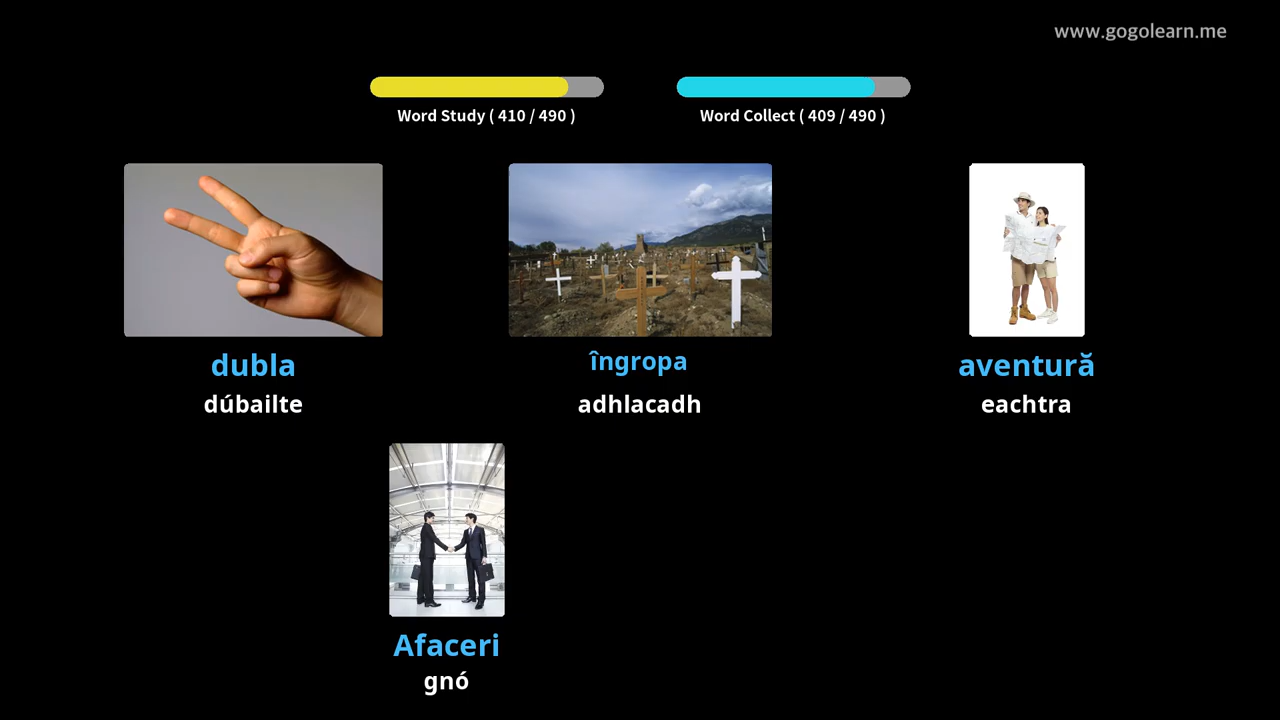 www.gogolearn.me
Word Study ( 410 / 490 )
Word Collect ( 409 / 490 )
dubla
dúbailte
îngropa
adhlacadh
aventură
eachtra
Afaceri
gnó